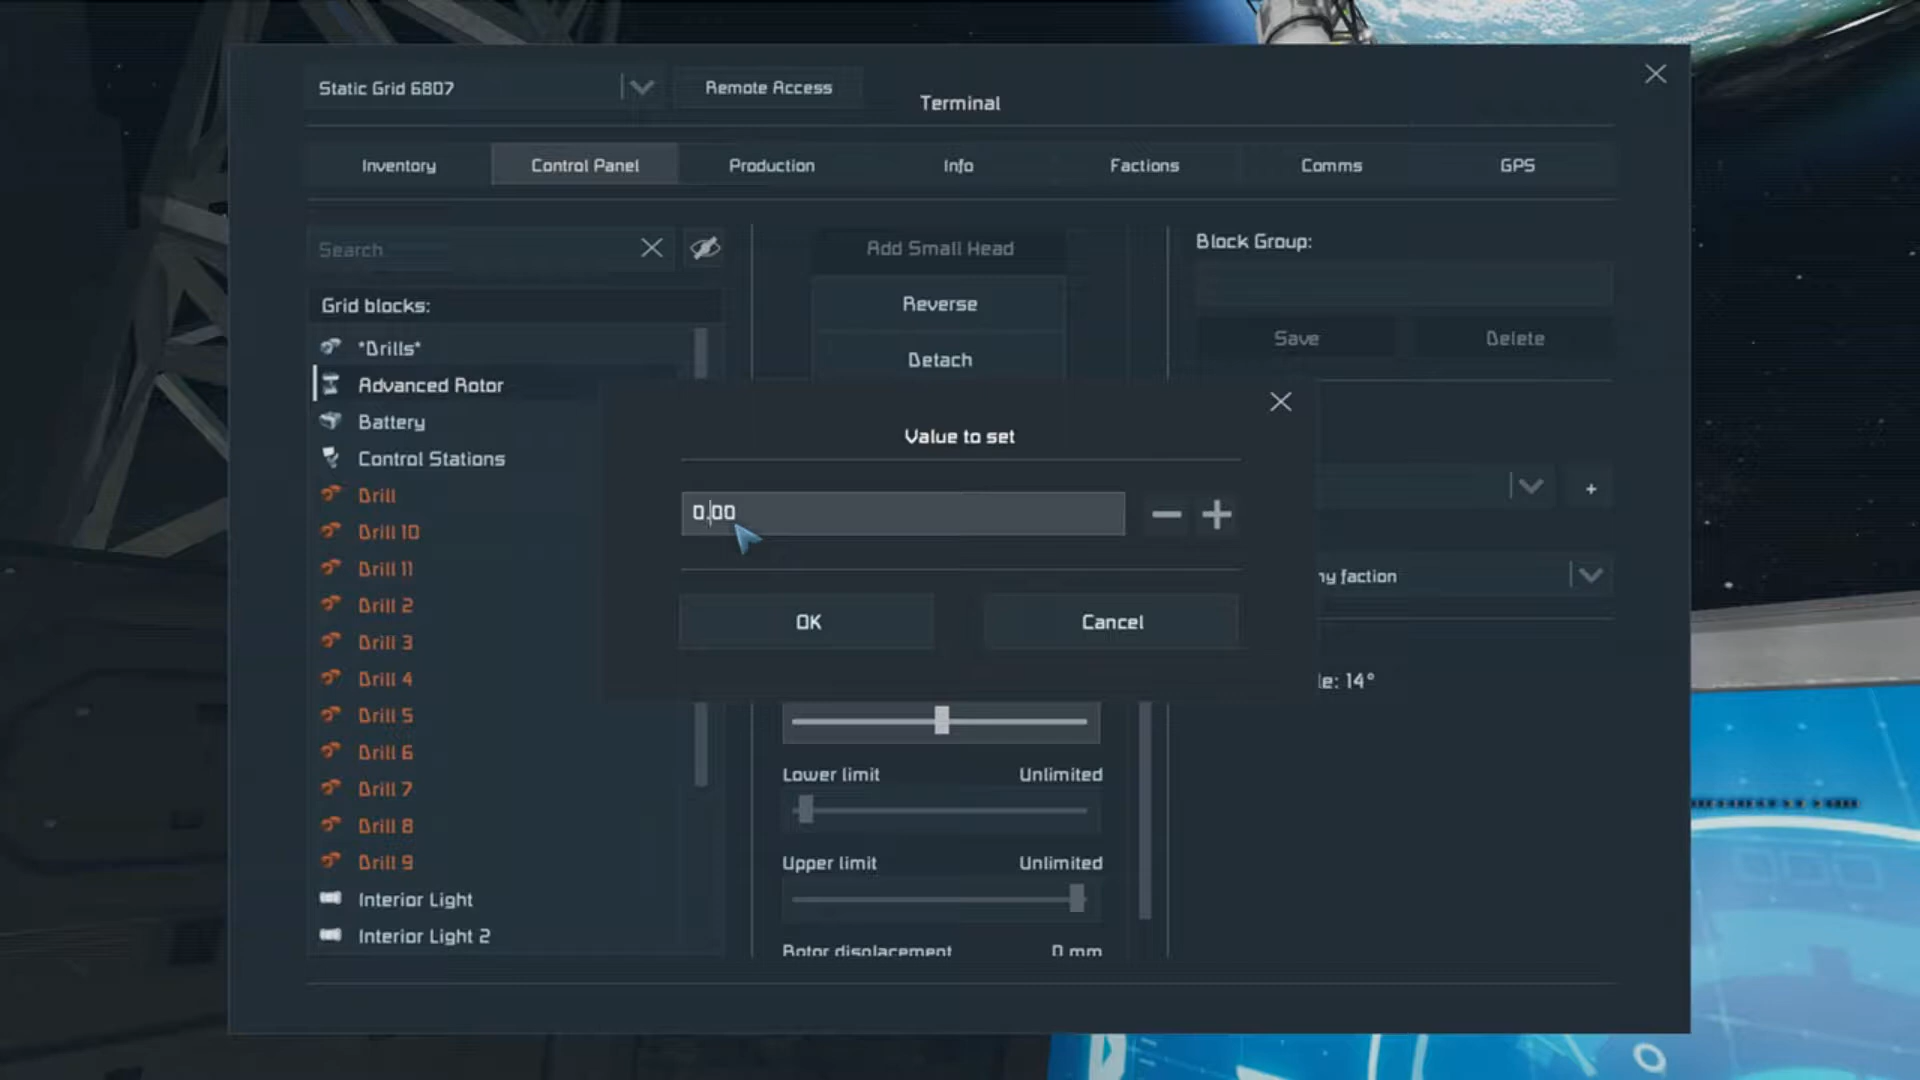 Static Grid 6807
Remote Access
Terminal
Inventory
Control Panel
Production
Info
Factions
Comms
GPS
Search
Grid blocks:
*Drills*
Advanced Rotor
Battery
Control Stations
Drill
Drill 10
Drill 11
Drill 2
Drill 3
Drill 4
Drill 5
Drill 6
Drill 7
Drill 8
Drill 9
Interior Light
Interior Light 2
Add Small Head
Reverse
Detach
Value to set
0.00
OK
Cancel
Lower limit Unlimited
Upper limit Unlimited
Rotor displacement 0 mm
Block Group:
Save
Delete
+
ny faction
le: 14°